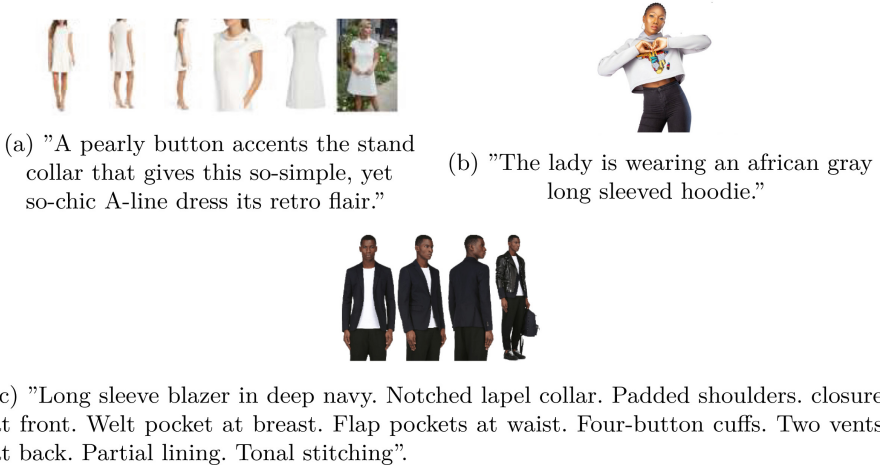 (a) ”A pearly button accents the stand
collar that gives this so-simple, yet
so-chic A-line dress its retro flair.”
(b) ”The lady is wearing an african gray
long sleeved hoodie.”
c) ”Long sleeve blazer in deep navy. Notched lapel collar. Padded shoulders. closure
at front. Welt pocket at breast. Flap pockets at waist. Four-button cuffs. Two vents
at back. Partial lining. Tonal stitching”.